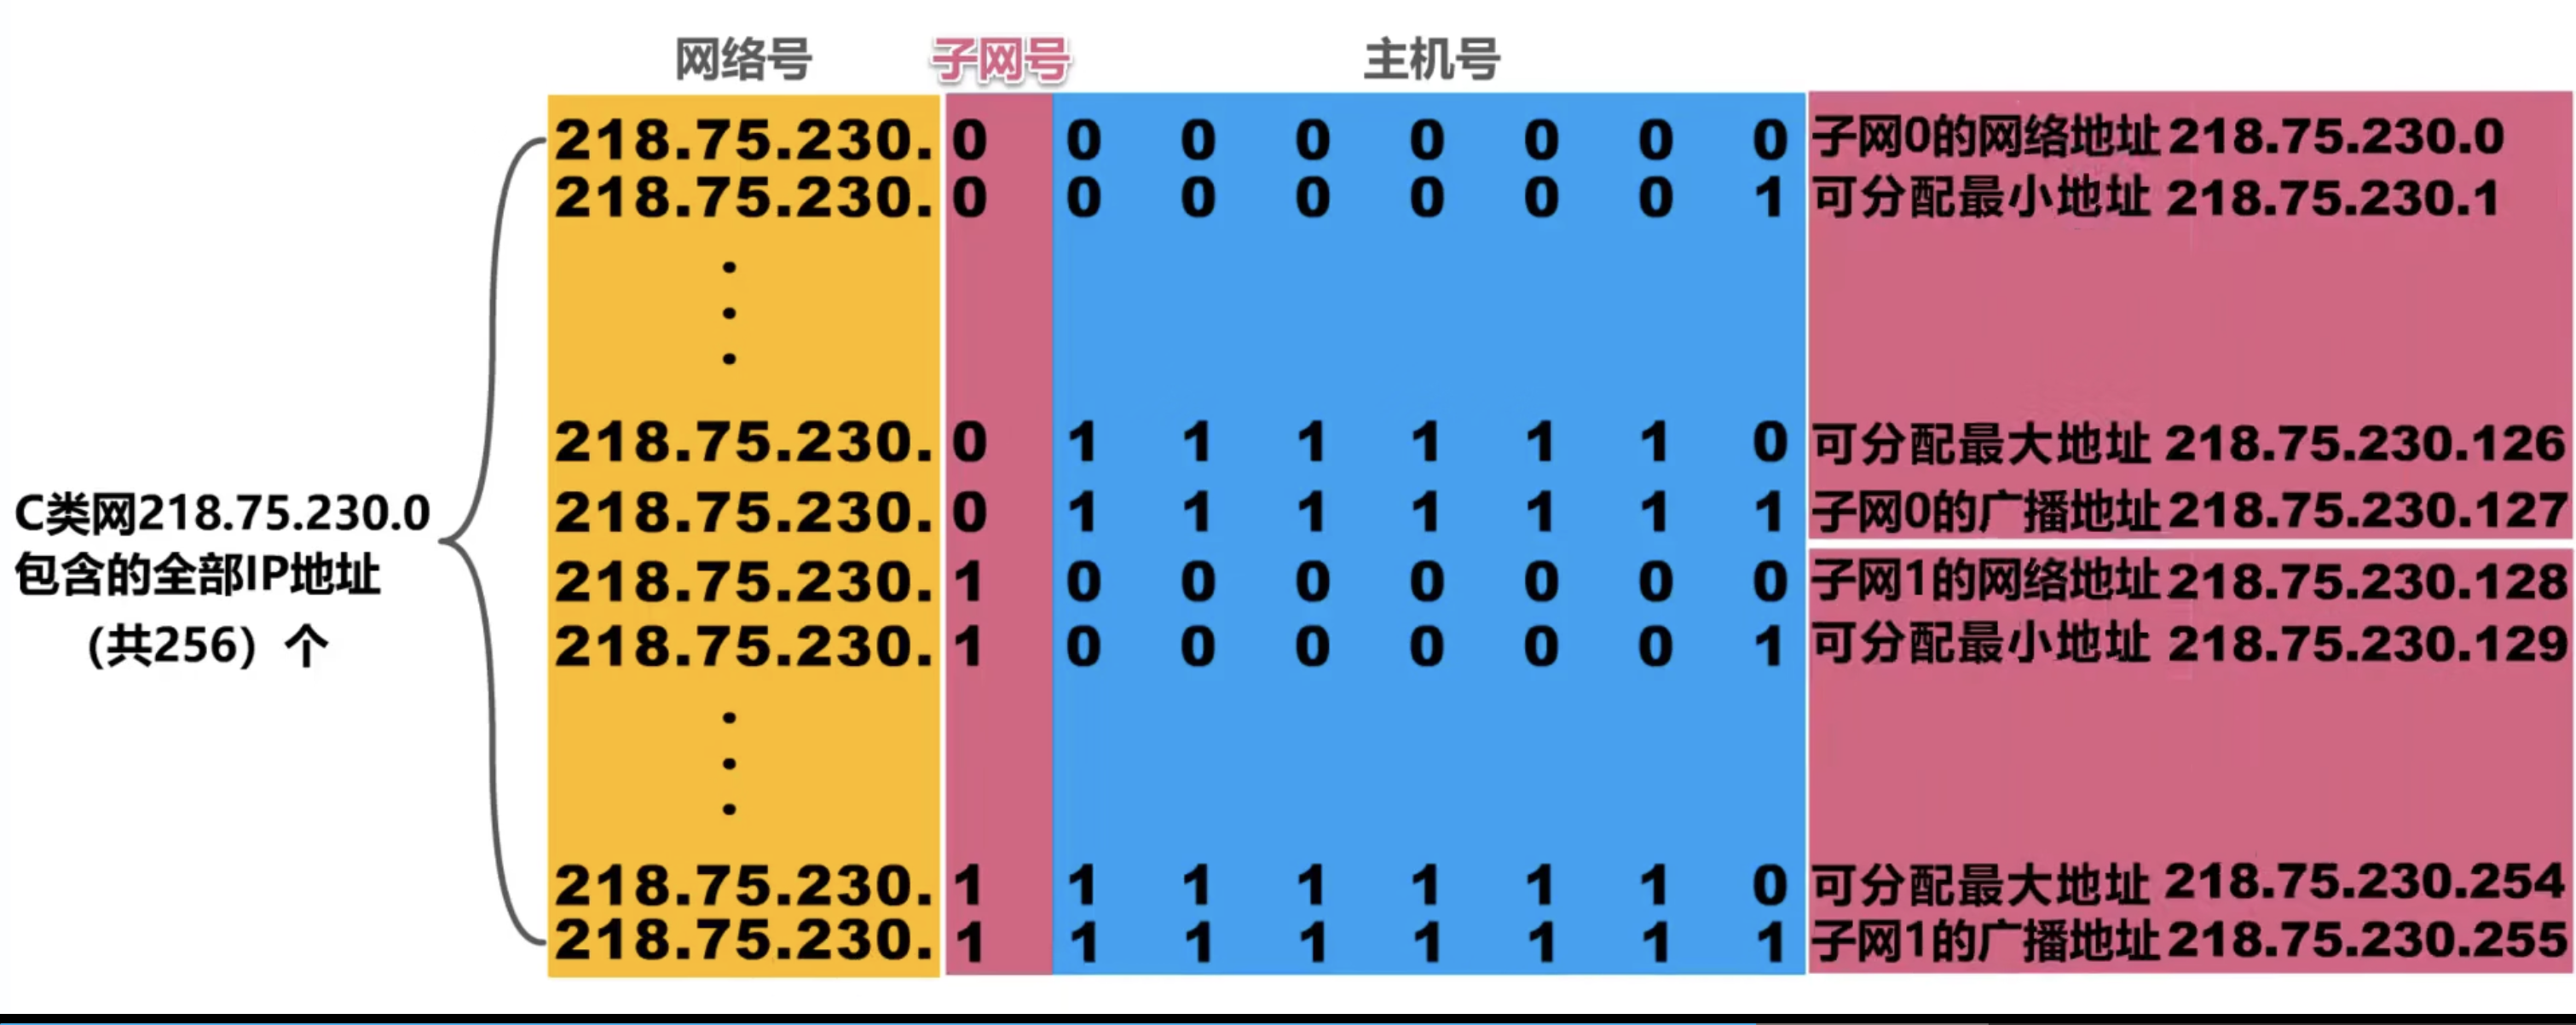 网络号 子网号 主机号
218.75.230. 0 0 0 0 0 0 0 0 子网0的网络地址 218.75.230.0
218.75.230. 0 0 0 0 0 0 0 1 可分配最小地址 218.75.230.1
218.75.230. 0 1 1 1 1 1 1 0 可分配最大地址 218.75.230.126
218.75.230. 0 1 1 1 1 1 1 1 子网0的广播地址 218.75.230.127
C类网218.75.230.0
包含的全部IP地址
（共256）个
218.75.230. 1 0 0 0 0 0 0 0 子网1的网络地址 218.75.230.128
218.75.230. 1 0 0 0 0 0 0 1 可分配最小地址 218.75.230.129
218.75.230. 1 1 1 1 1 1 1 0 可分配最大地址 218.75.230.254
218.75.230. 1 1 1 1 1 1 1 1 子网1的广播地址 218.75.230.255